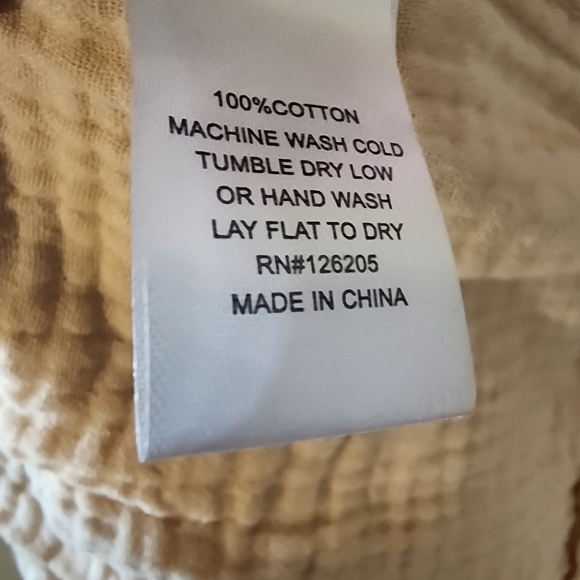 100%COTTON
MACHINE WASH COLD
TUMBLE DRY LOW
OR HAND WASH
LAY FLAT TO DRY
RN#126205
MADE IN CHINA